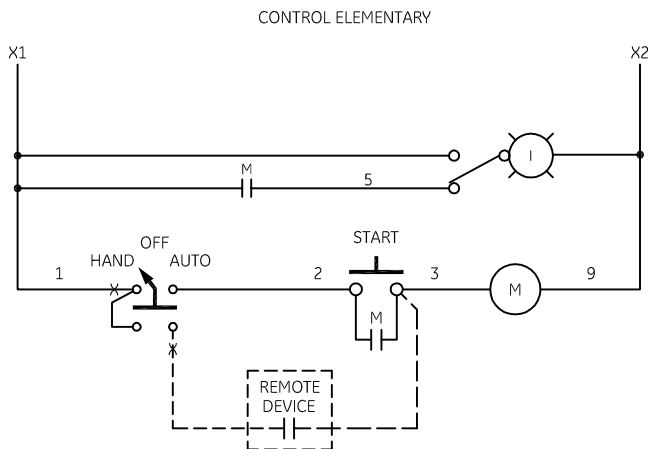 CONTROL ELEMENTARY
X1
X2
I
M
5
START
OFF
HAND
AUTO
1
2
3
M
9
M
REMOTE
DEVICE